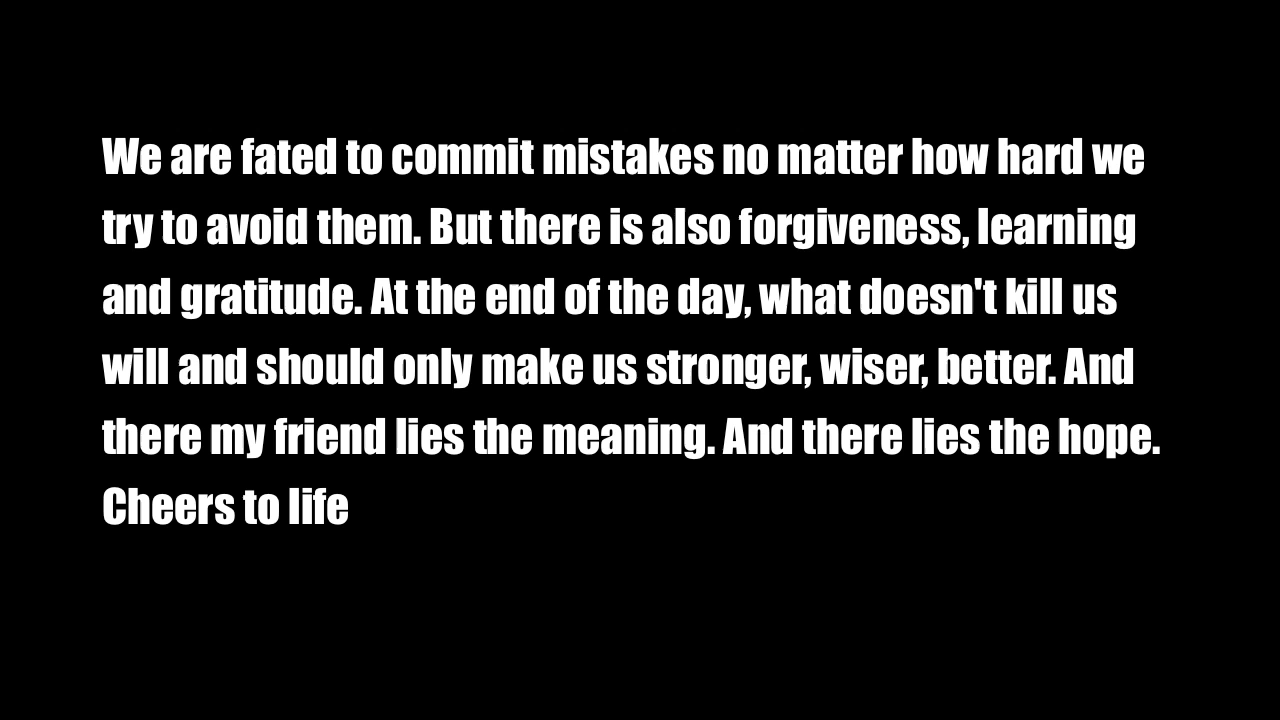 We are fated to commit mistakes no matter how hard we
try to avoid them. But there is also forgiveness, learning
and gratitude. At the end of the day, what doesn't kill us
will and should only make us stronger, wiser, better. And
there my friend lies the meaning. And there lies the hope.
Cheers to life